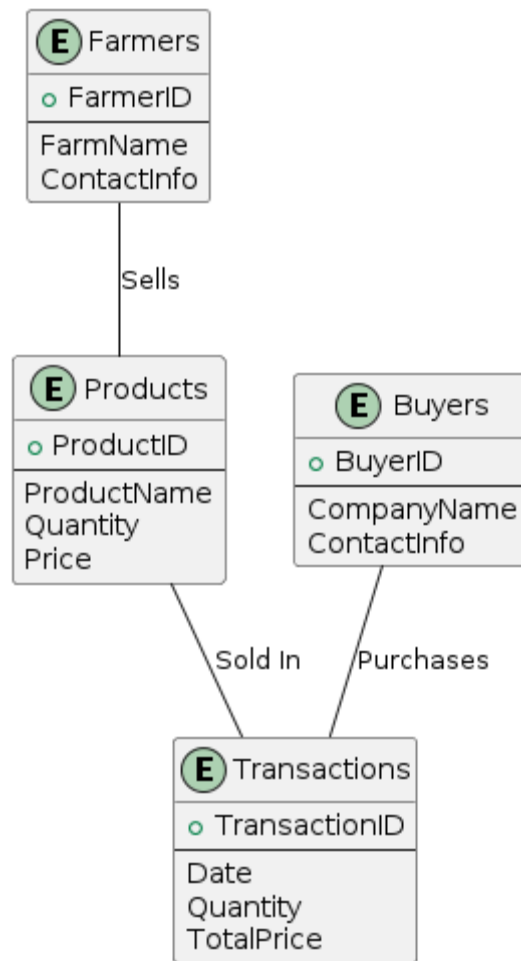 E Farmers
FarmerID
FarmName
ContactInfo
Sells
E Products
ProductID
ProductName
Quantity
Price
E Buyers
BuyerID
CompanyName
ContactInfo
Sold In
Purchases
E Transactions
TransactionID
Date
Quantity
TotalPrice